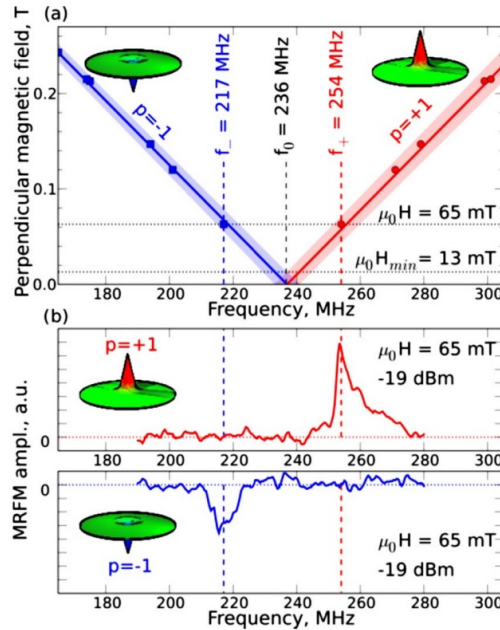 (a)
Perpendicular magnetic field, T
0.2
0.1
0.0
p=-1
f_ = 217 MHz
f₀ = 236 MHz
f₊ = 254 MHz
p=+1
μ₀H = 65 mT
μ₀Hmin = 13 mT
180 200 220 240 260 280 300
Frequency, MHz
(b)
MRFM ampl., a.u.
p=+1
μ₀H = 65 mT
-19 dBm
0
180 200 220 240 260 280 300
0
p=-1
μ₀H = 65 mT
-19 dBm
180 200 220 240 260 280 300
Frequency, MHz